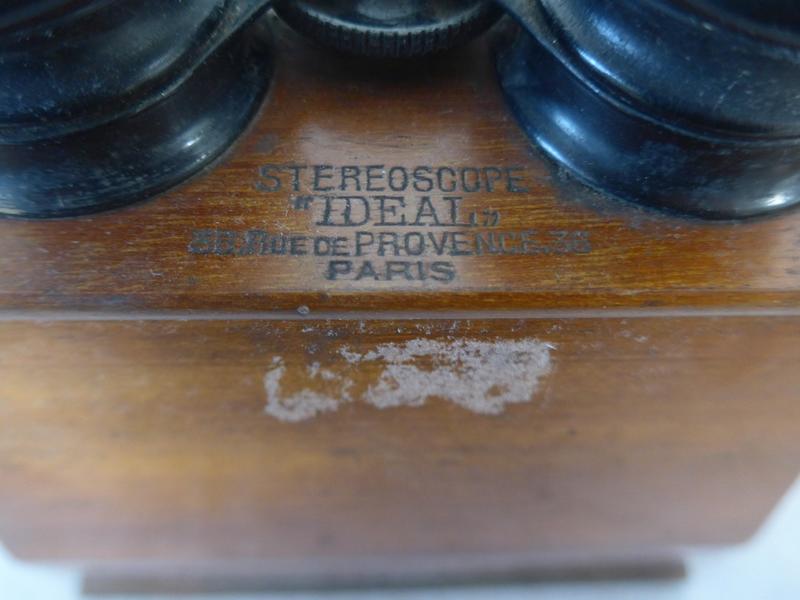 STEREOSCOPE
"IDEAL"
38. RUE DE PROVENCE. 38
PARIS